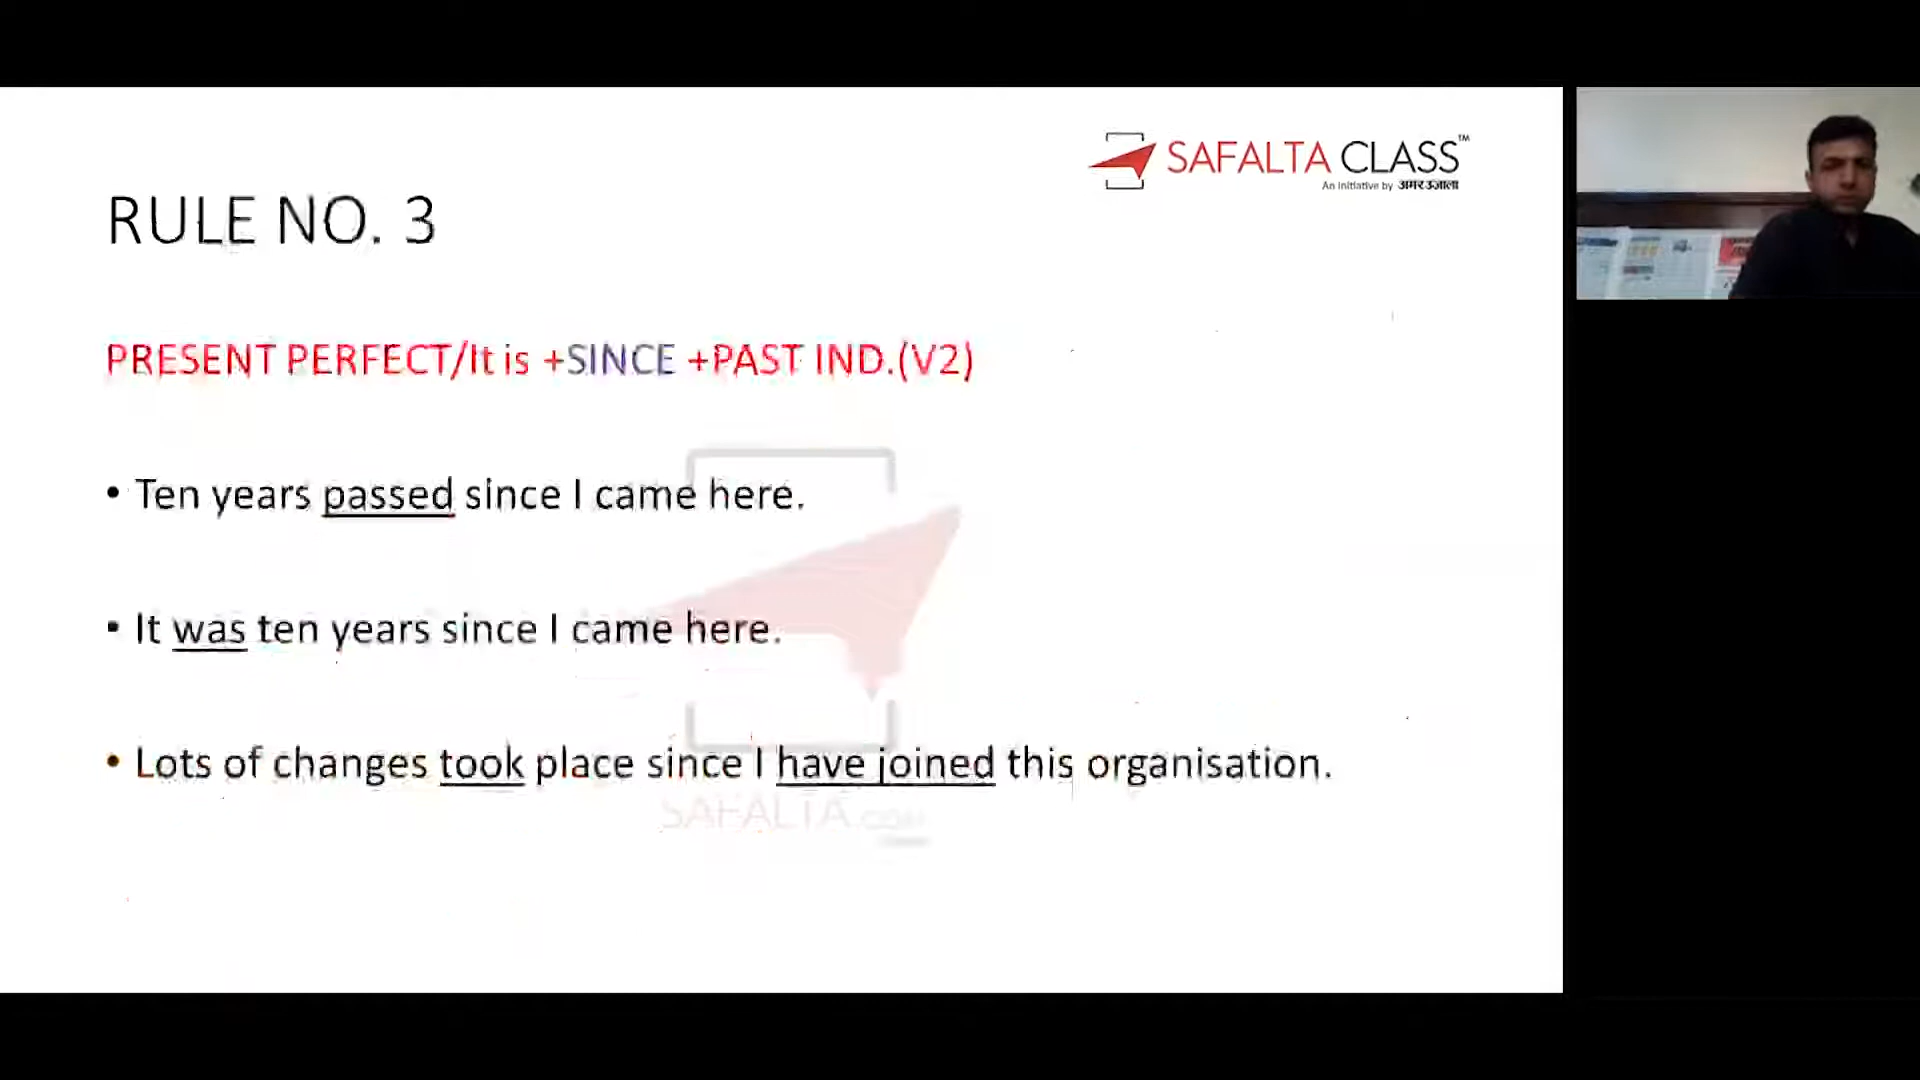 SAFALTA CLASS™
An initiative by अमर उजाला
RULE NO. 3
PRESENT PERFECT/It is +SINCE +PAST IND.(V2)
• Ten years passed since I came here.
• It was ten years since I came here.
• Lots of changes took place since I have joined this organisation.
SAFALTA.com